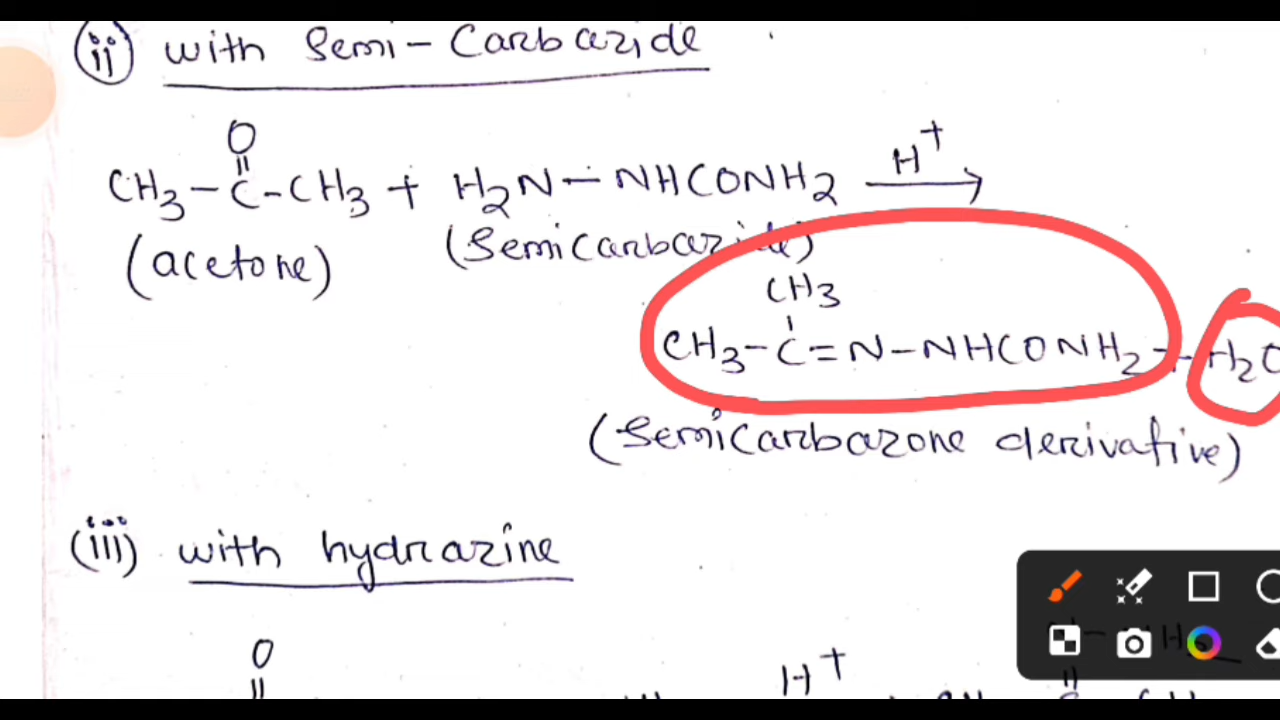 (ii) with Semi-Carbazide
O
CH3-C-CH3 + H2N-NHCONH2 H+
(acetone) (Semicarbazide)
CH3
CH3-C=N-NHCONH2 + H2O
(Semicarbazone derivative)
(iii) with hydrazine
O
H+